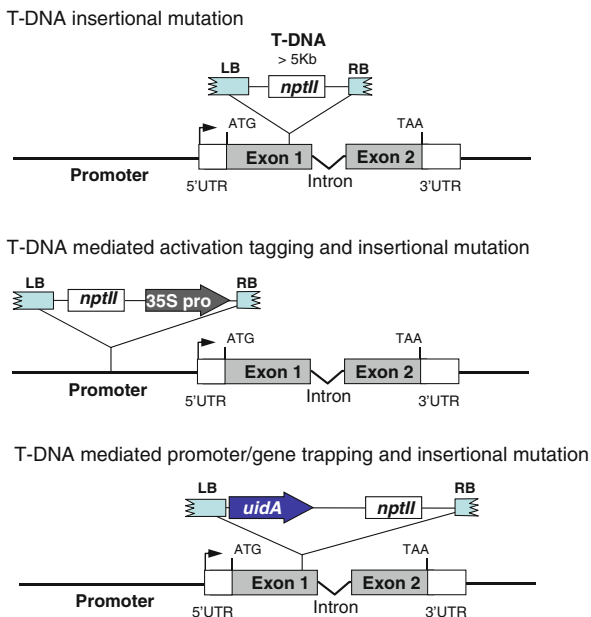 T-DNA insertional mutation
T-DNA
> 5Kb
LB
RB
nptII
ATG
TAA
Exon 1
Exon 2
Promoter
5'UTR
Intron
3'UTR
T-DNA mediated activation tagging and insertional mutation
LB
RB
nptII
35S pro
ATG
TAA
Exon 1
Exon 2
Promoter
5'UTR
Intron
3'UTR
T-DNA mediated promoter/gene trapping and insertional mutation
LB
RB
uidA
nptII
ATG
TAA
Exon 1
Exon 2
Promoter
5'UTR
Intron
3'UTR